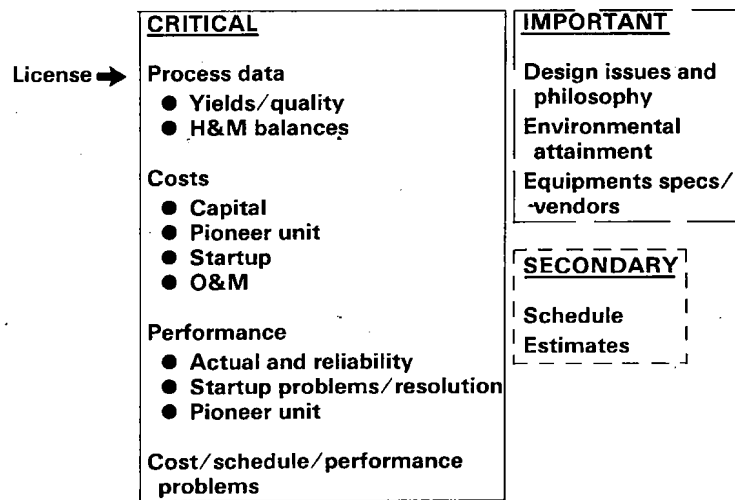 CRITICAL
License → Process data
● Yields/quality
● H&M balances
Costs
● Capital
● Pioneer unit
● Startup
● O&M
Performance
● Actual and reliability
● Startup problems/resolution
● Pioneer unit
Cost/schedule/performance
problems
IMPORTANT
Design issues and
philosophy
Environmental
attainment
Equipments specs/
vendors
SECONDARY
Schedule
Estimates